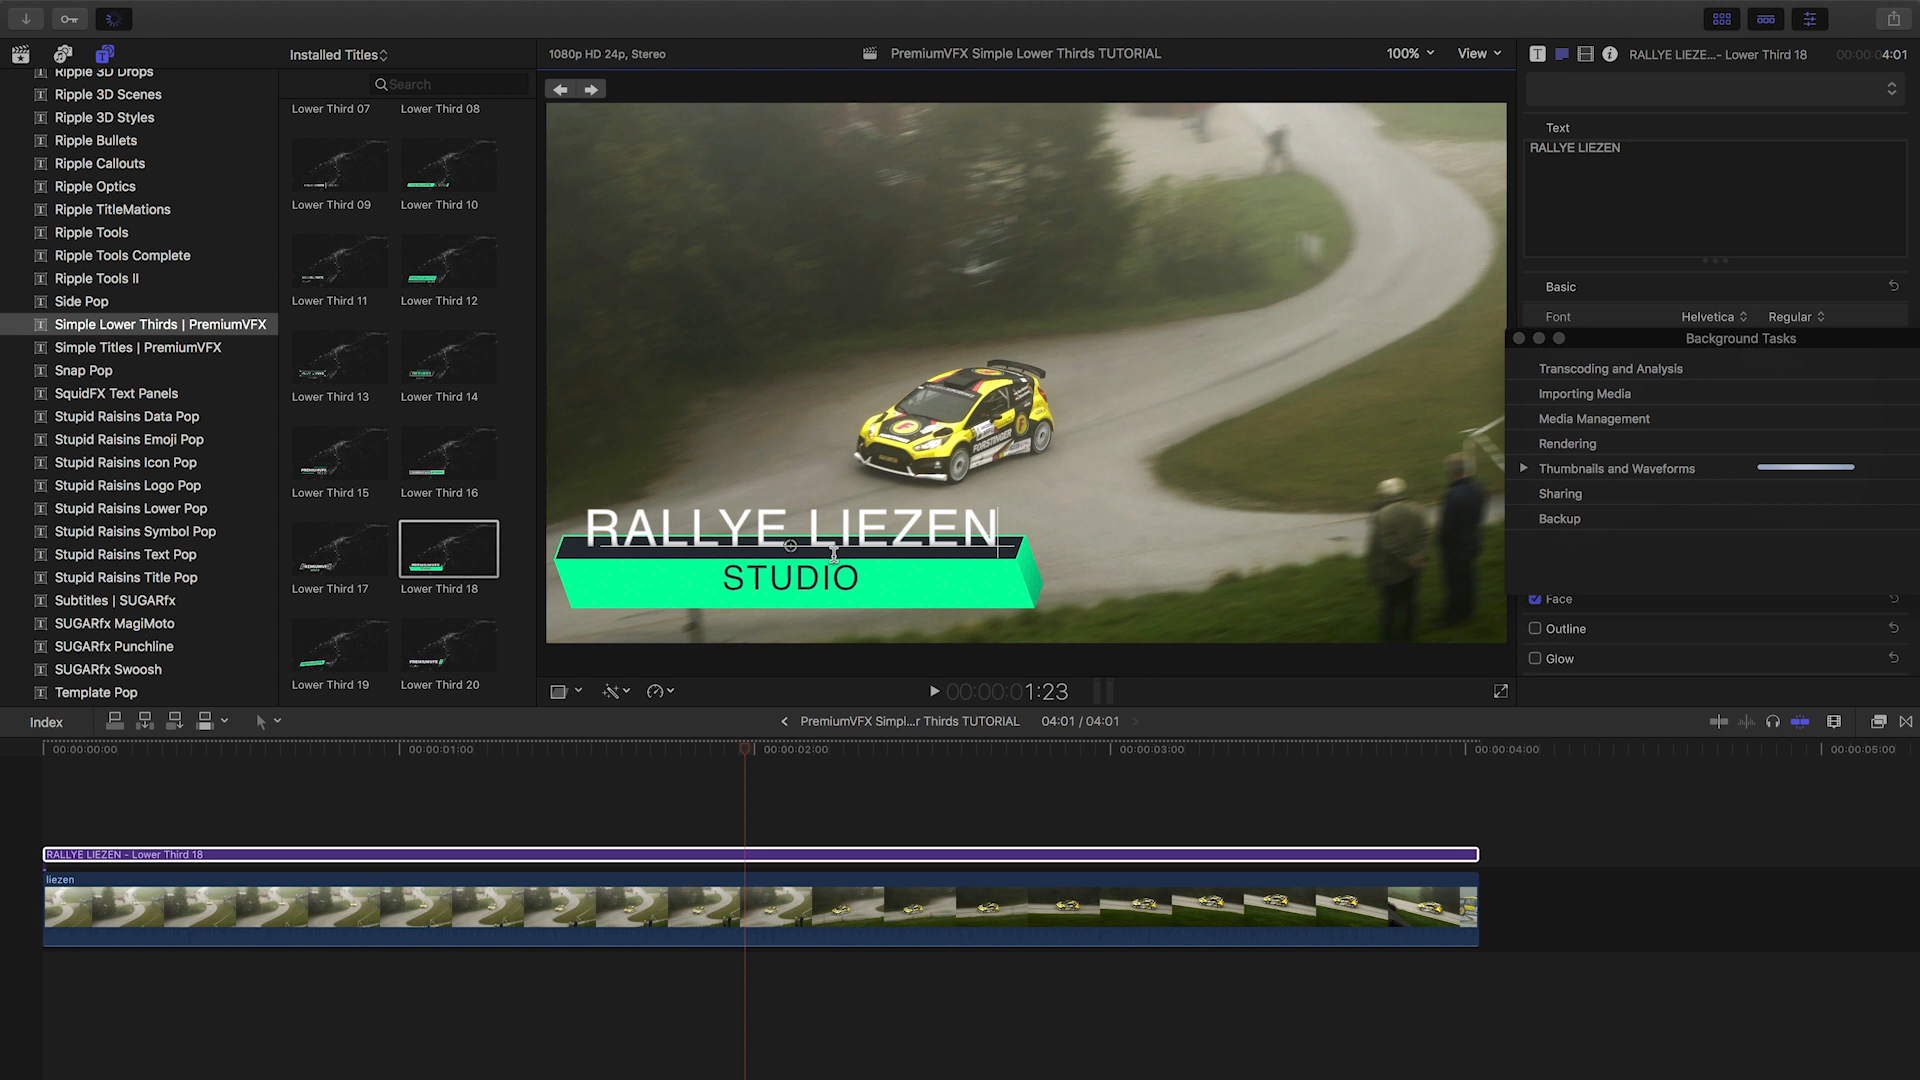 Installed Titles
1080p HD 24p, Stereo
PremiumVFX Simple Lower Thirds TUTORIAL
100%
View
RALLYE LIEZE...- Lower Third 18
00:00:04:01
Ripple 3D Drops
Ripple 3D Scenes
Ripple 3D Styles
Ripple Bullets
Ripple Callouts
Ripple Optics
Ripple TitleMations
Ripple Tools
Ripple Tools Complete
Ripple Tools II
Side Pop
Simple Lower Thirds | PremiumVFX
Simple Titles | PremiumVFX
Snap Pop
SquidFX Text Panels
Stupid Raisins Data Pop
Stupid Raisins Emoji Pop
Stupid Raisins Icon Pop
Stupid Raisins Logo Pop
Stupid Raisins Lower Pop
Stupid Raisins Symbol Pop
Stupid Raisins Text Pop
Stupid Raisins Title Pop
Subtitles | SUGARfx
SUGARfx MagiMoto
SUGARfx Punchline
SUGARfx Swoosh
Template Pop
Search
Lower Third 07
Lower Third 08
Lower Third 09
Lower Third 10
Lower Third 11
Lower Third 12
Lower Third 13
Lower Third 14
Lower Third 15
Lower Third 16
Lower Third 17
Lower Third 18
Lower Third 19
Lower Third 20
FORSTINGER
RALLYE LIEZEN
STUDIO
00:00:01:23
Text
RALLYE LIEZEN
Basic
Font
Helvetica
Regular
Background Tasks
Transcoding and Analysis
Importing Media
Media Management
Rendering
Thumbnails and Waveforms
Sharing
Backup
Face
Outline
Glow
Index
PremiumVFX Simpl...r Thirds TUTORIAL
04:01 / 04:01
00:00:00:00
00:00:01:00
00:00:02:00
00:00:03:00
00:00:04:00
00:00:05:00
RALLYE LIEZEN - Lower Third 18
liezen